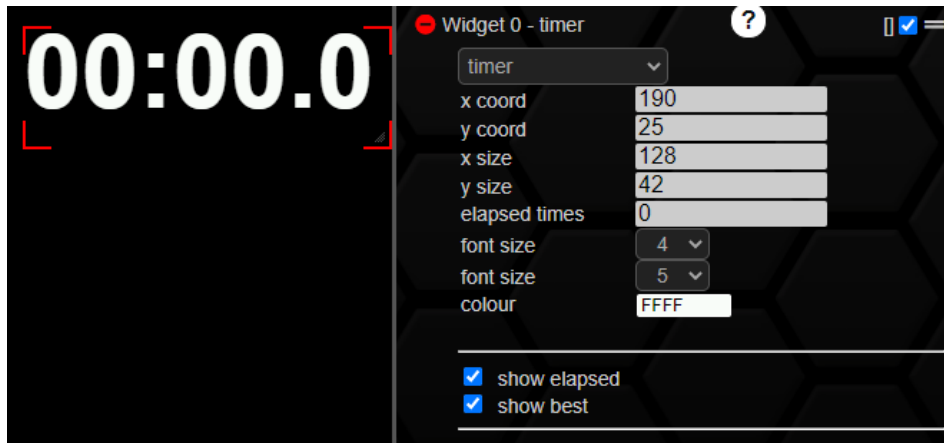 00:00.0
Widget 0 - timer ? []
timer
x coord 190
y coord 25
x size 128
y size 42
elapsed times 0
font size 4
font size 5
colour FFFF
show elapsed
show best